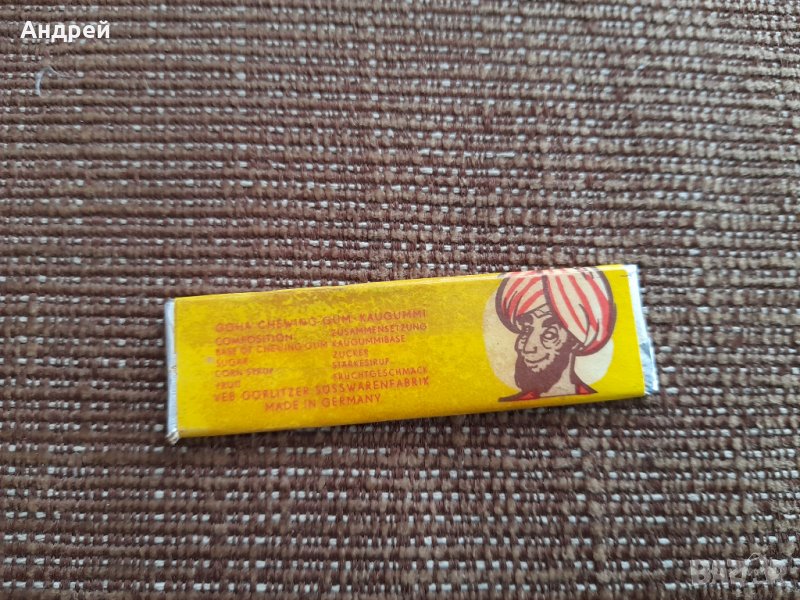 Андрей
GOHA CHEWING-GUM-KAUGUMMI
COMPOSITION: ZUSAMMENSETZUNG
BASE OF CHEWING-GUM KAUGUMMIBASE
SUGAR ZUCKER
CORN SYRUP STÄRKESIRUP
FRUIT FRUCHTGESCHMACK
VEB GÖRLITZER SÜSSWARENFABRIK
MADE IN GERMANY